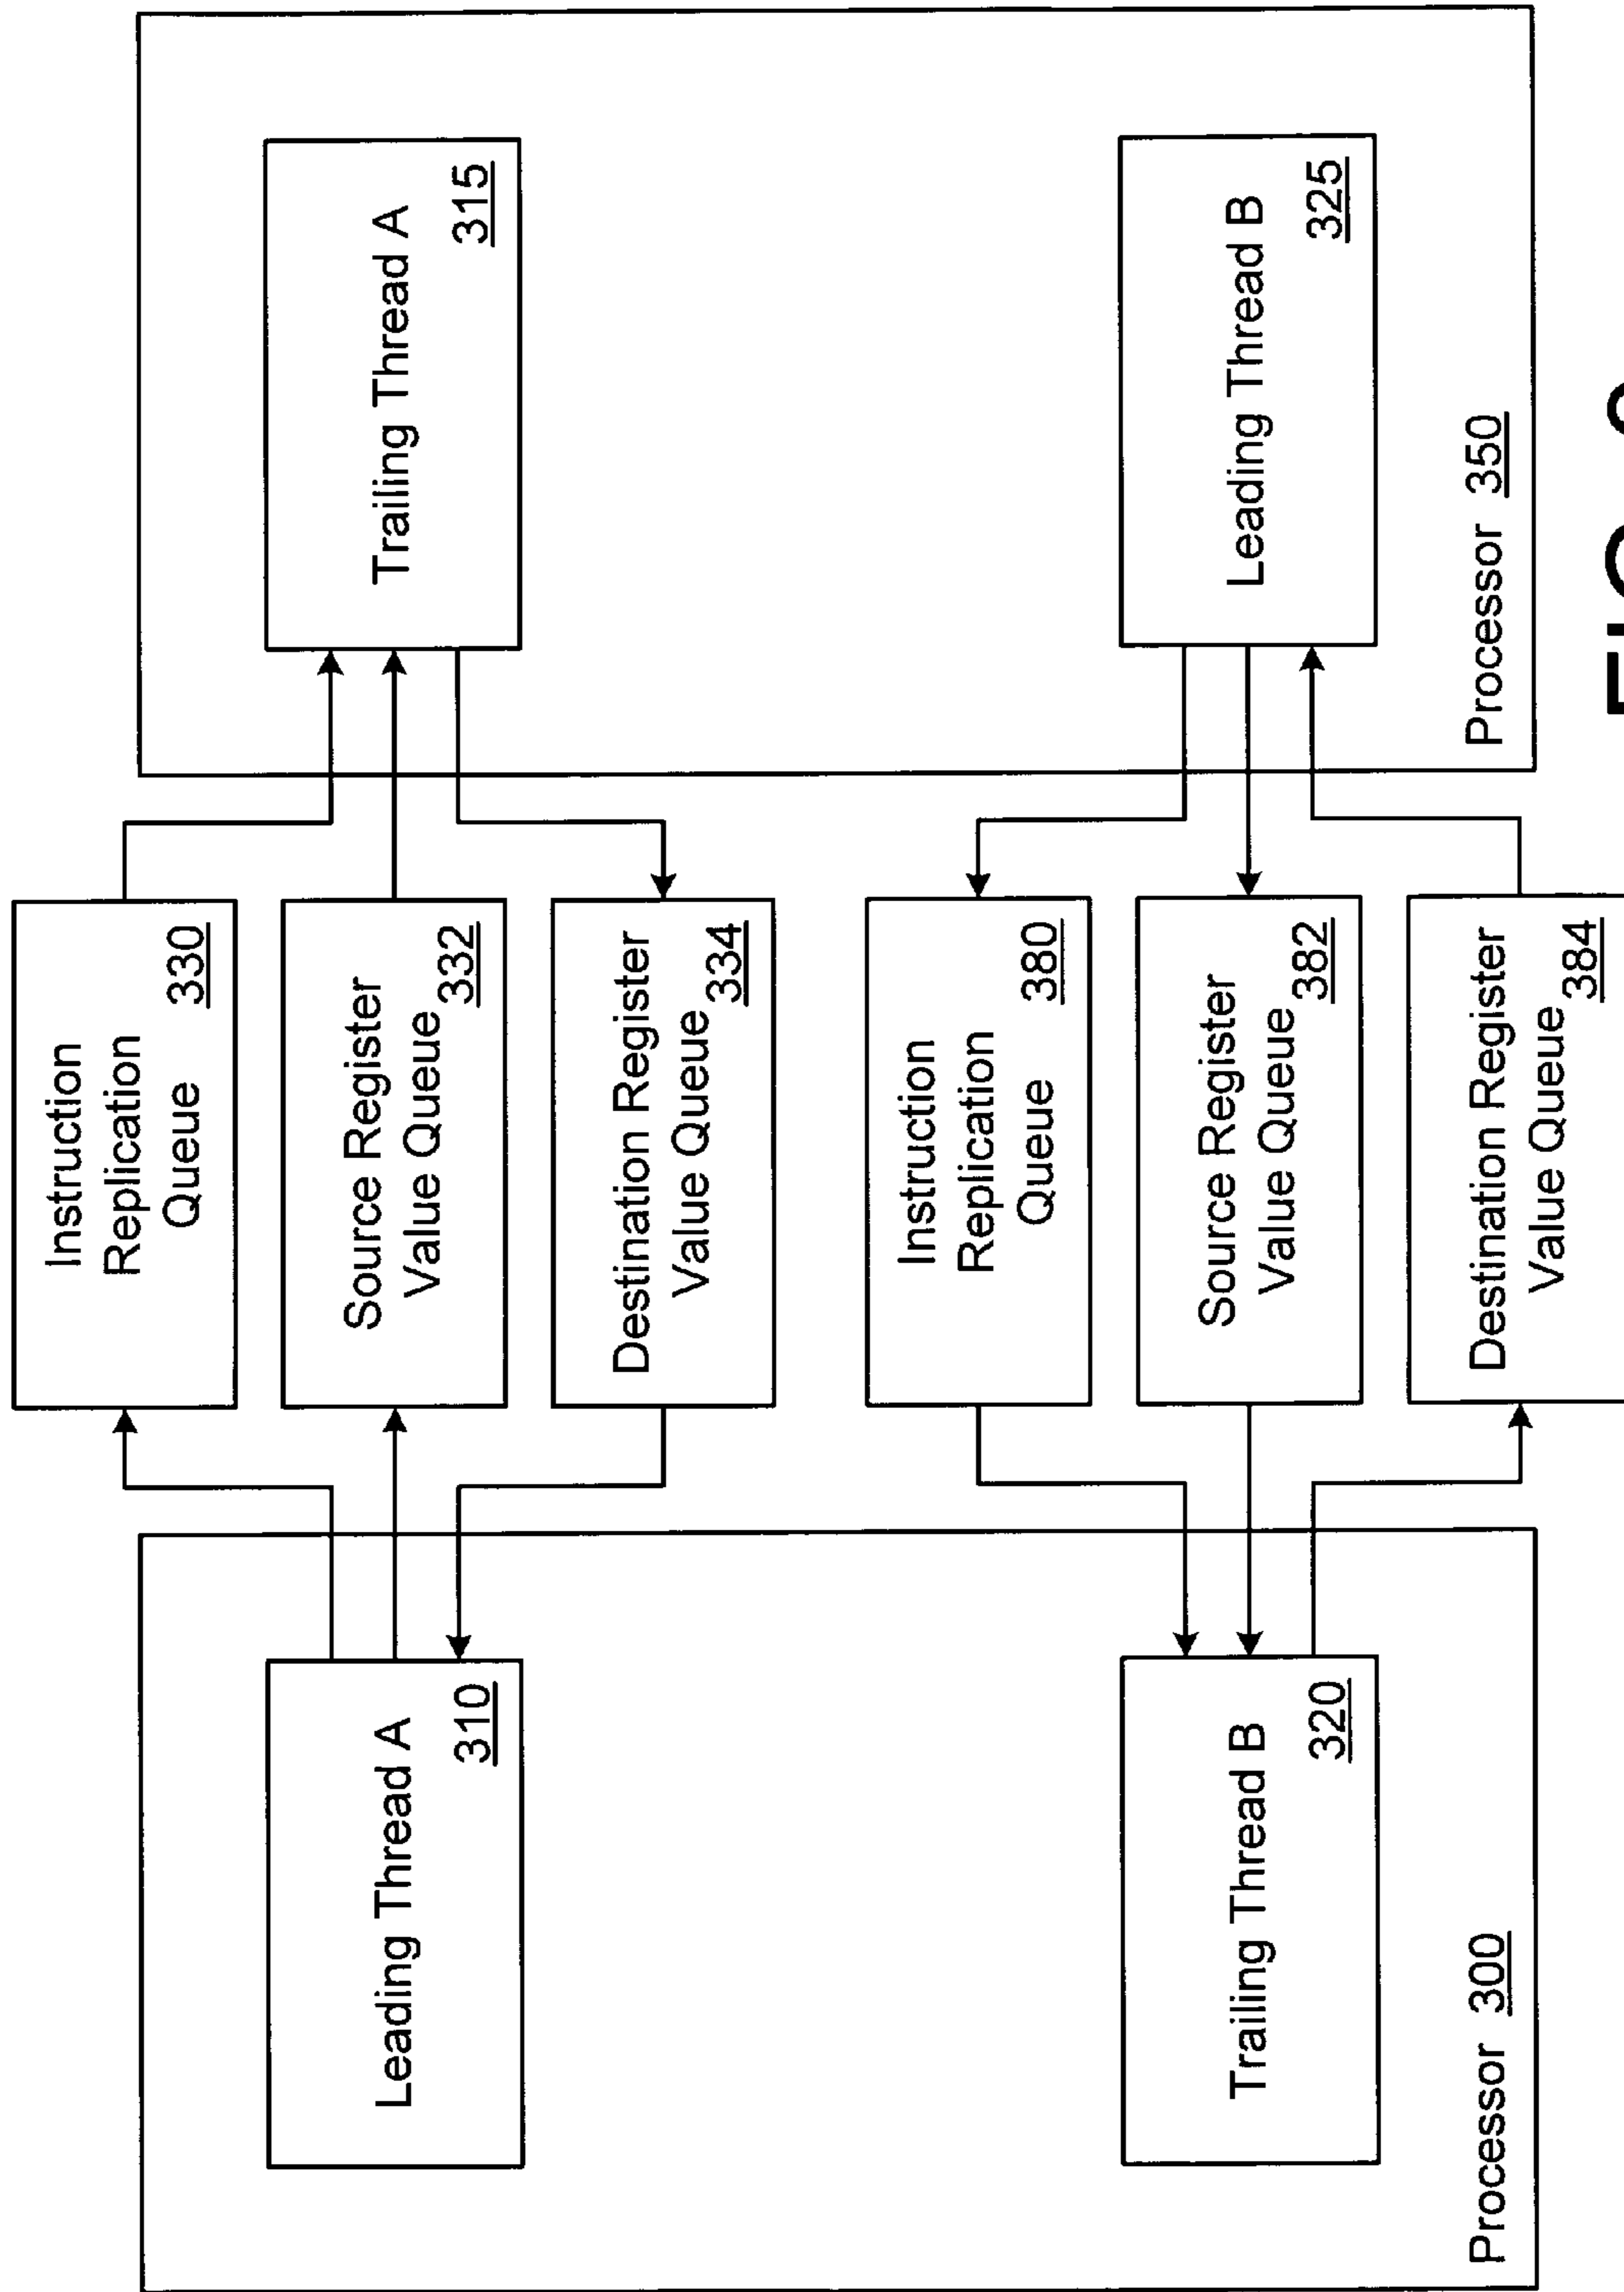 Leading Thread A
310
Trailing Thread B
320
Processor 300
Instruction
Replication
Queue
330
Source Register
Value Queue
332
Destination Register
Value Queue
334
Instruction
Replication
Queue
380
Source Register
Value Queue
382
Destination Register
Value Queue
384
Trailing Thread A
315
Leading Thread B
325
Processor 350